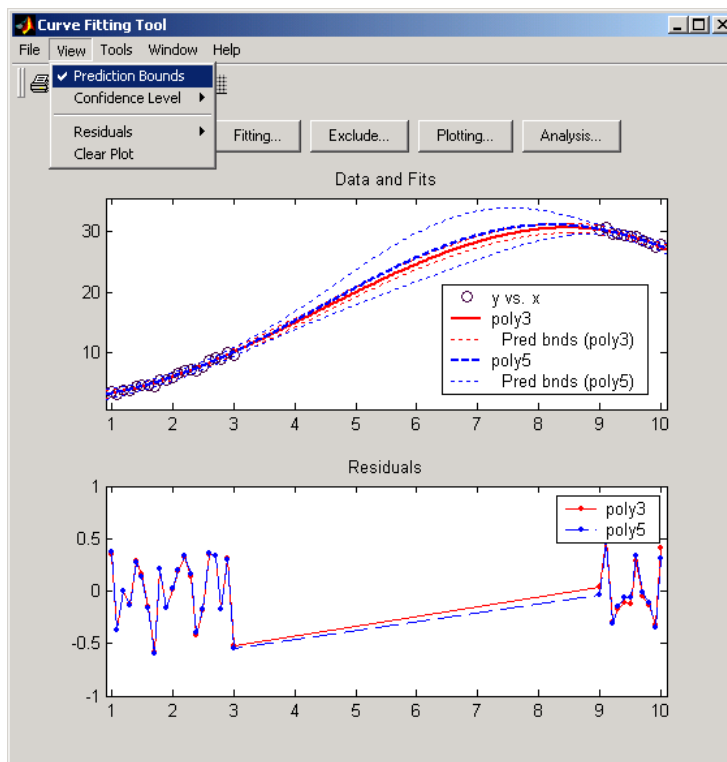 Curve Fitting Tool
File View Tools Window Help
Prediction Bounds
Confidence Level
Residuals
Clear Plot
Fitting... Exclude... Plotting... Analysis...
Data and Fits
30
20
10
y vs. x
poly3
Pred bnds (poly3)
poly5
Pred bnds (poly5)
1 2 3 4 5 6 7 8 9 10
Residuals
1
0.5
0
-0.5
-1
poly3
poly5
1 2 3 4 5 6 7 8 9 10